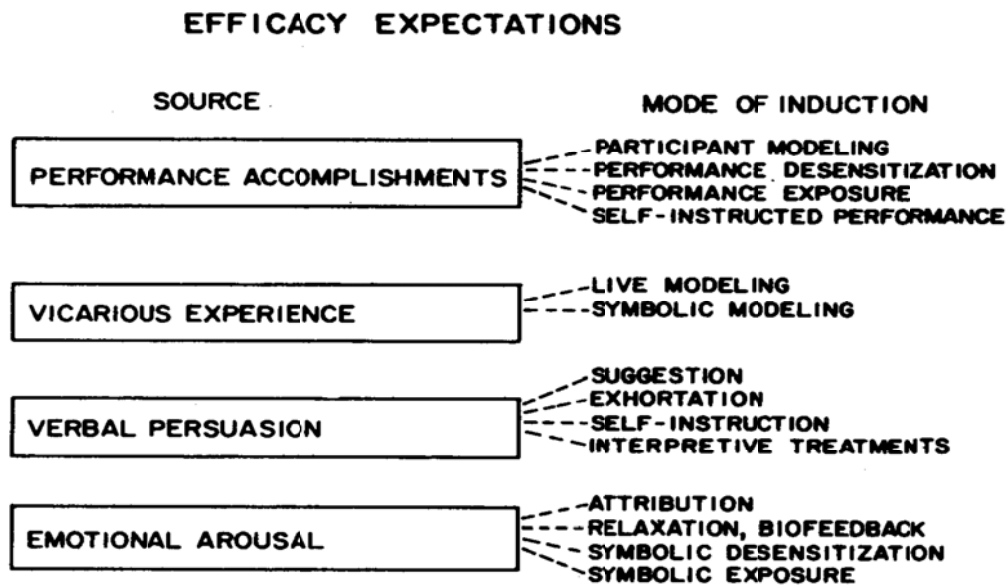 EFFICACY EXPECTATIONS
SOURCE
MODE OF INDUCTION
PERFORMANCE ACCOMPLISHMENTS
PARTICIPANT MODELING
PERFORMANCE DESENSITIZATION
PERFORMANCE EXPOSURE
SELF-INSTRUCTED PERFORMANCE
VICARIOUS EXPERIENCE
LIVE MODELING
SYMBOLIC MODELING
VERBAL PERSUASION
SUGGESTION
EXHORTATION
SELF-INSTRUCTION
INTERPRETIVE TREATMENTS
EMOTIONAL AROUSAL
ATTRIBUTION
RELAXATION, BIOFEEDBACK
SYMBOLIC DESENSITIZATION
SYMBOLIC EXPOSURE